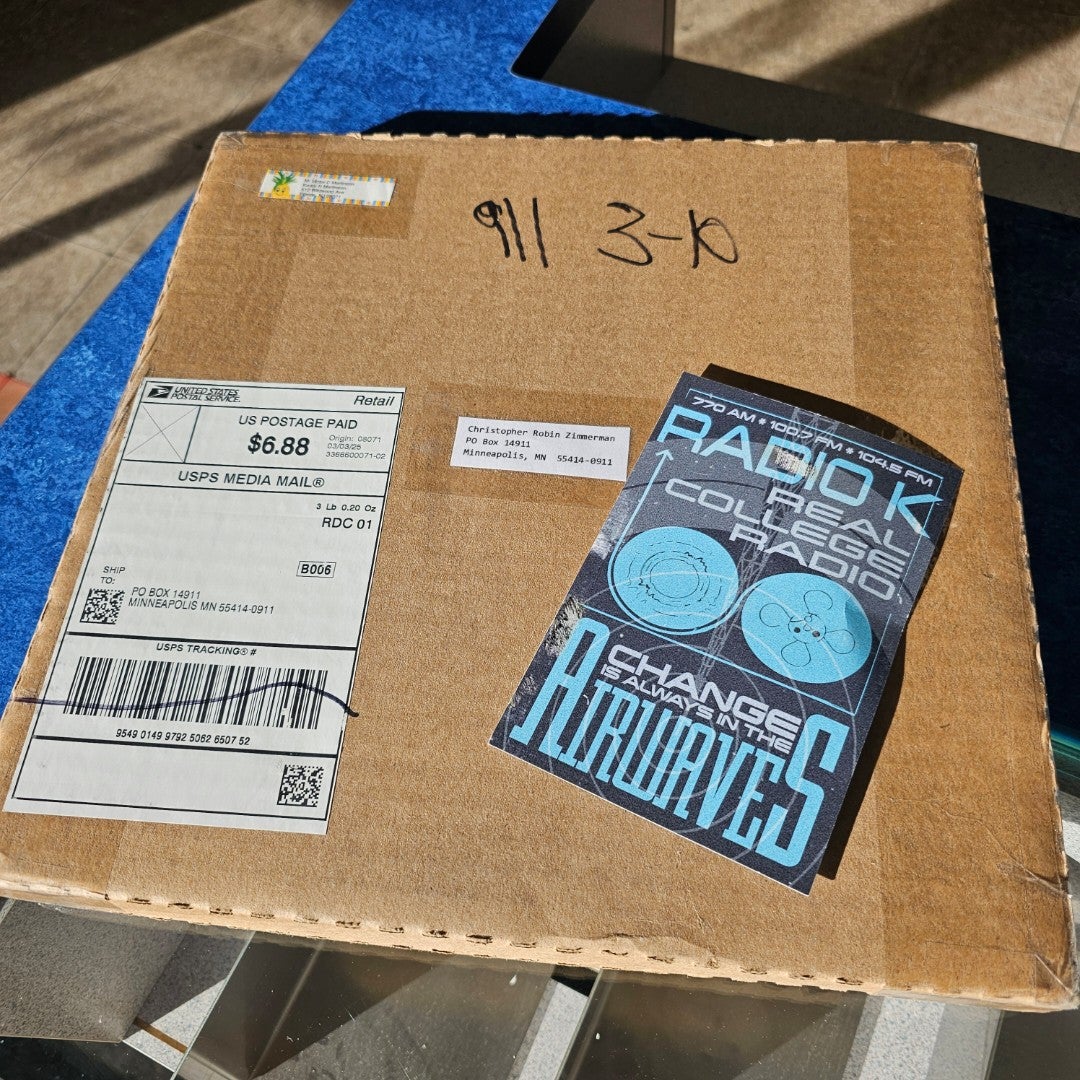 911 3-10
UNITED STATES
POSTAL SERVICE®
Retail
US POSTAGE PAID
$6.88
Origin: 08071
03/03/25
3366600071-02
USPS MEDIA MAIL®
3 Lb 0.20 Oz
RDC 01
B006
SHIP
TO:
PO BOX 14911
MINNEAPOLIS MN 55414-0911
USPS TRACKING® #
9549 0149 9792 5062 6507 52
Christopher Robin Zimmerman
PO Box 14911
Minneapolis, MN 55414-0911
770 AM * 100.7 FM * 104.5 FM
RADIO K
REAL
COLLEGE
RADIO
CHANGE
IS ALWAYS IN THE
AIRWAVES